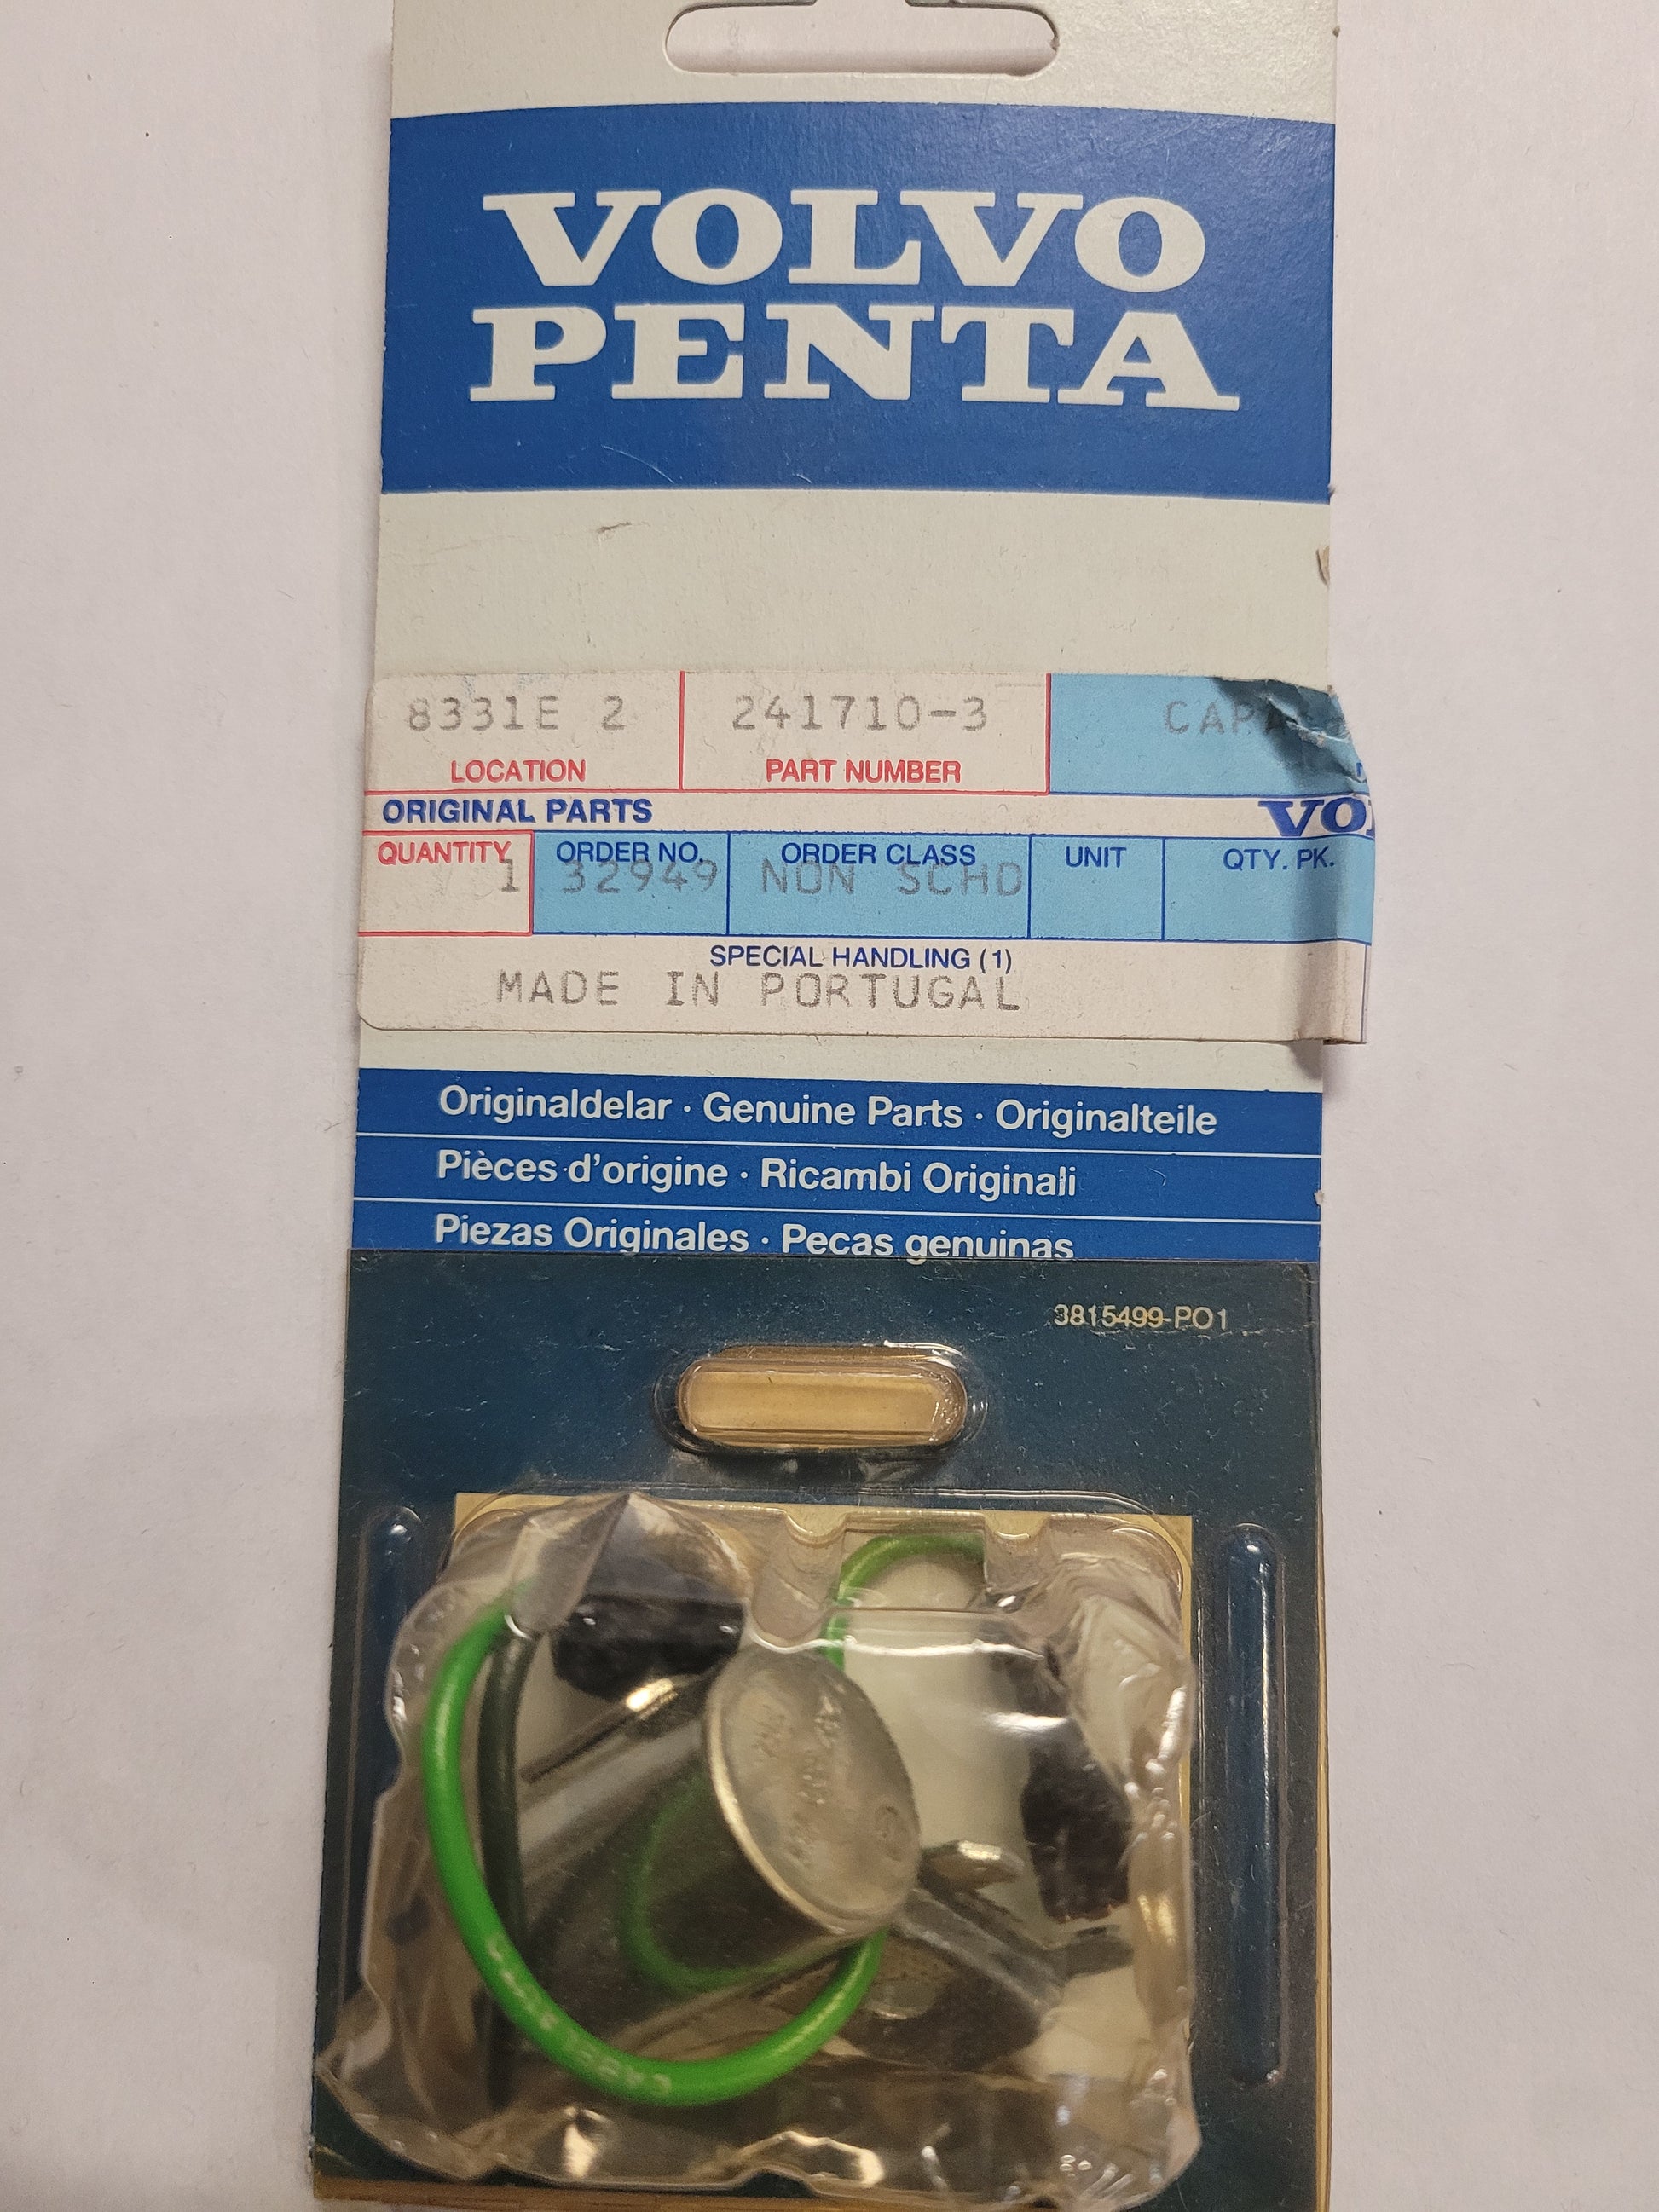 VOLVO
PENTA
8331E 2 241710-3 CAPA
LOCATION PART NUMBER
ORIGINAL PARTS VO
QUANTITY ORDER NO. ORDER CLASS UNIT QTY. PK.
1 32949 NON SCHD
SPECIAL HANDLING (1)
MADE IN PORTUGAL
Originaldelar · Genuine Parts · Originalteile
Pièces d'origine · Ricambi Originali
Piezas Originales · Pecas genuinas
3815499-PO1